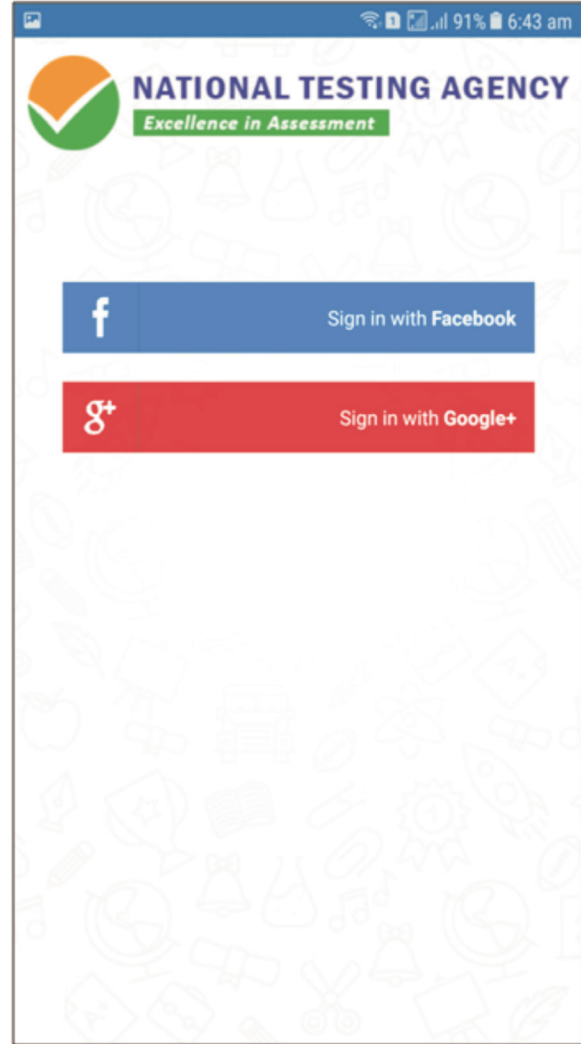 91% 6:43 am
NATIONAL TESTING AGENCY
Excellence in Assessment
f Sign in with Facebook
g+ Sign in with Google+